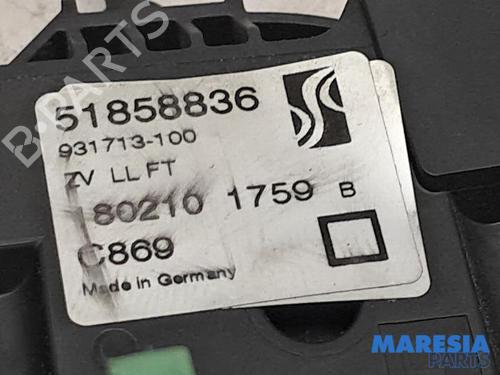 51858836
931713-100
ZV LL FT
180210 1759 B
C869
Made in Germany
B-PARTS
MARESIA
PARTS